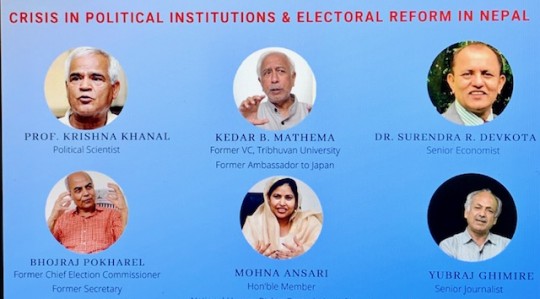 CRISIS IN POLITICAL INSTITUTIONS & ELECTORAL REFORM IN NEPAL
PROF. KRISHNA KHANAL
Political Scientist
KEDAR B. MATHEMA
Former VC, Tribhuvan University
Former Ambassador to Japan
DR. SURENDRA R. DEVKOTA
Senior Economist
BHOJRAJ POKHAREL
Former Chief Election Commissioner
Former Secretary
MOHNA ANSARI
Hon'ble Member
YUBRAJ GHIMIRE
Senior Journalist